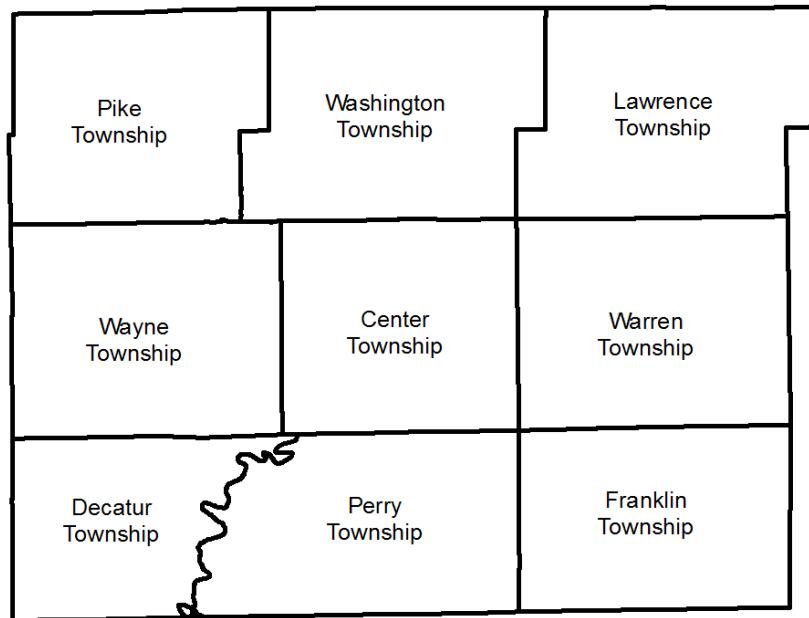 Pike
Township
Washington
Township
Lawrence
Township
Wayne
Township
Center
Township
Warren
Township
Decatur
Township
Perry
Township
Franklin
Township